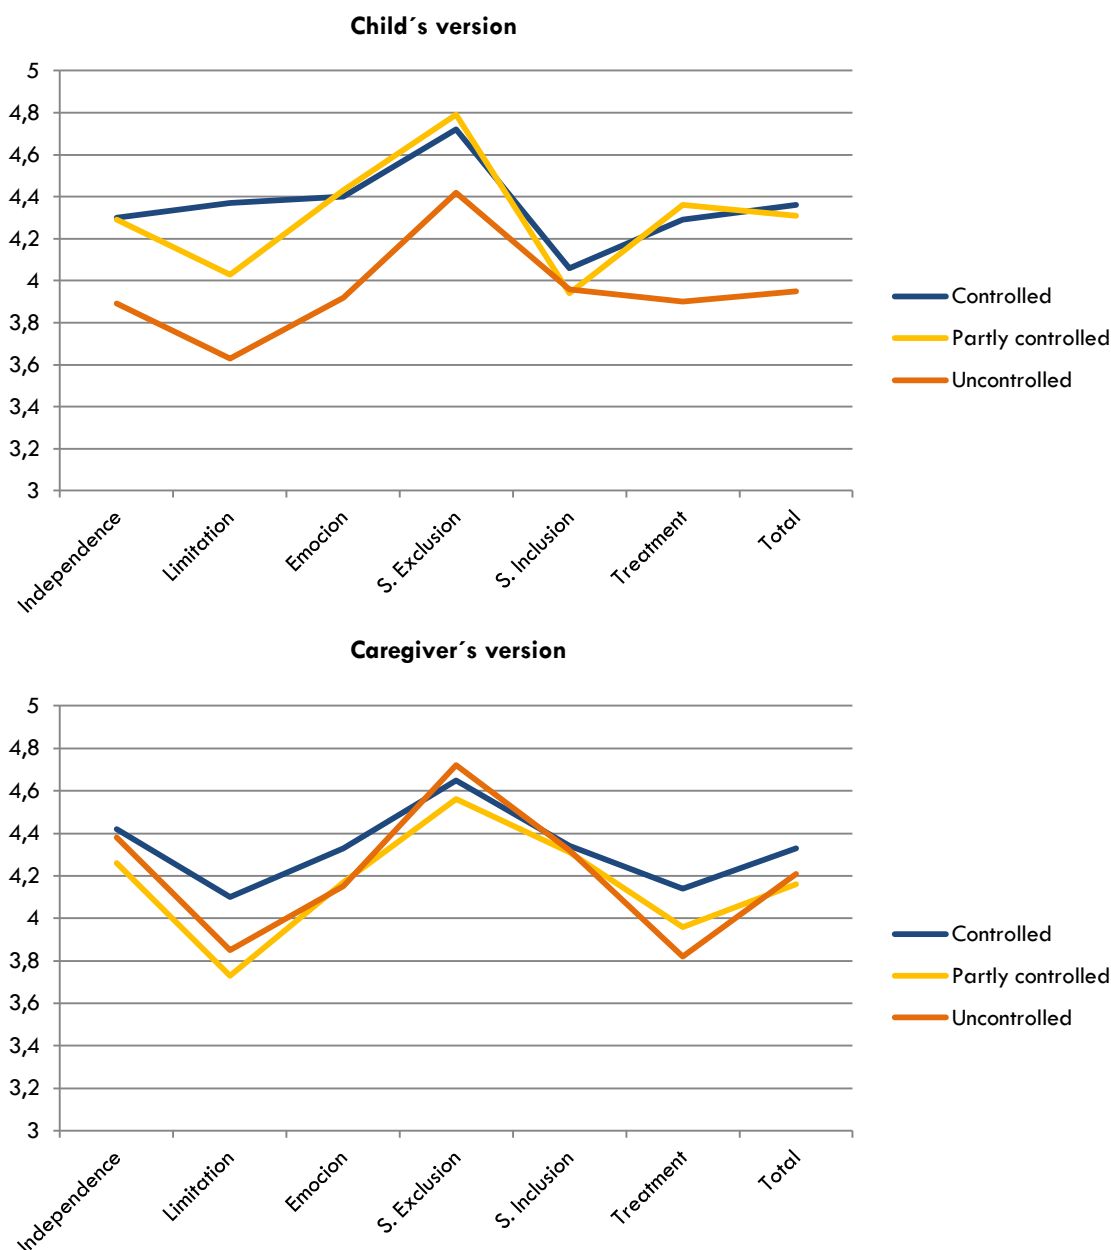 Child´s version
5
4,8
4,6
4,4
4,2
4
3,8
3,6
3,4
3,2
3
Independence
Limitation
Emocion
S. Exclusion
S. Inclusion
Treatment
Total
Controlled
Partly controlled
Uncontrolled
Caregiver´s version
5
4,8
4,6
4,4
4,2
4
3,8
3,6
3,4
3,2
3
Independence
Limitation
Emocion
S. Exclusion
S. Inclusion
Treatment
Total
Controlled
Partly controlled
Uncontrolled